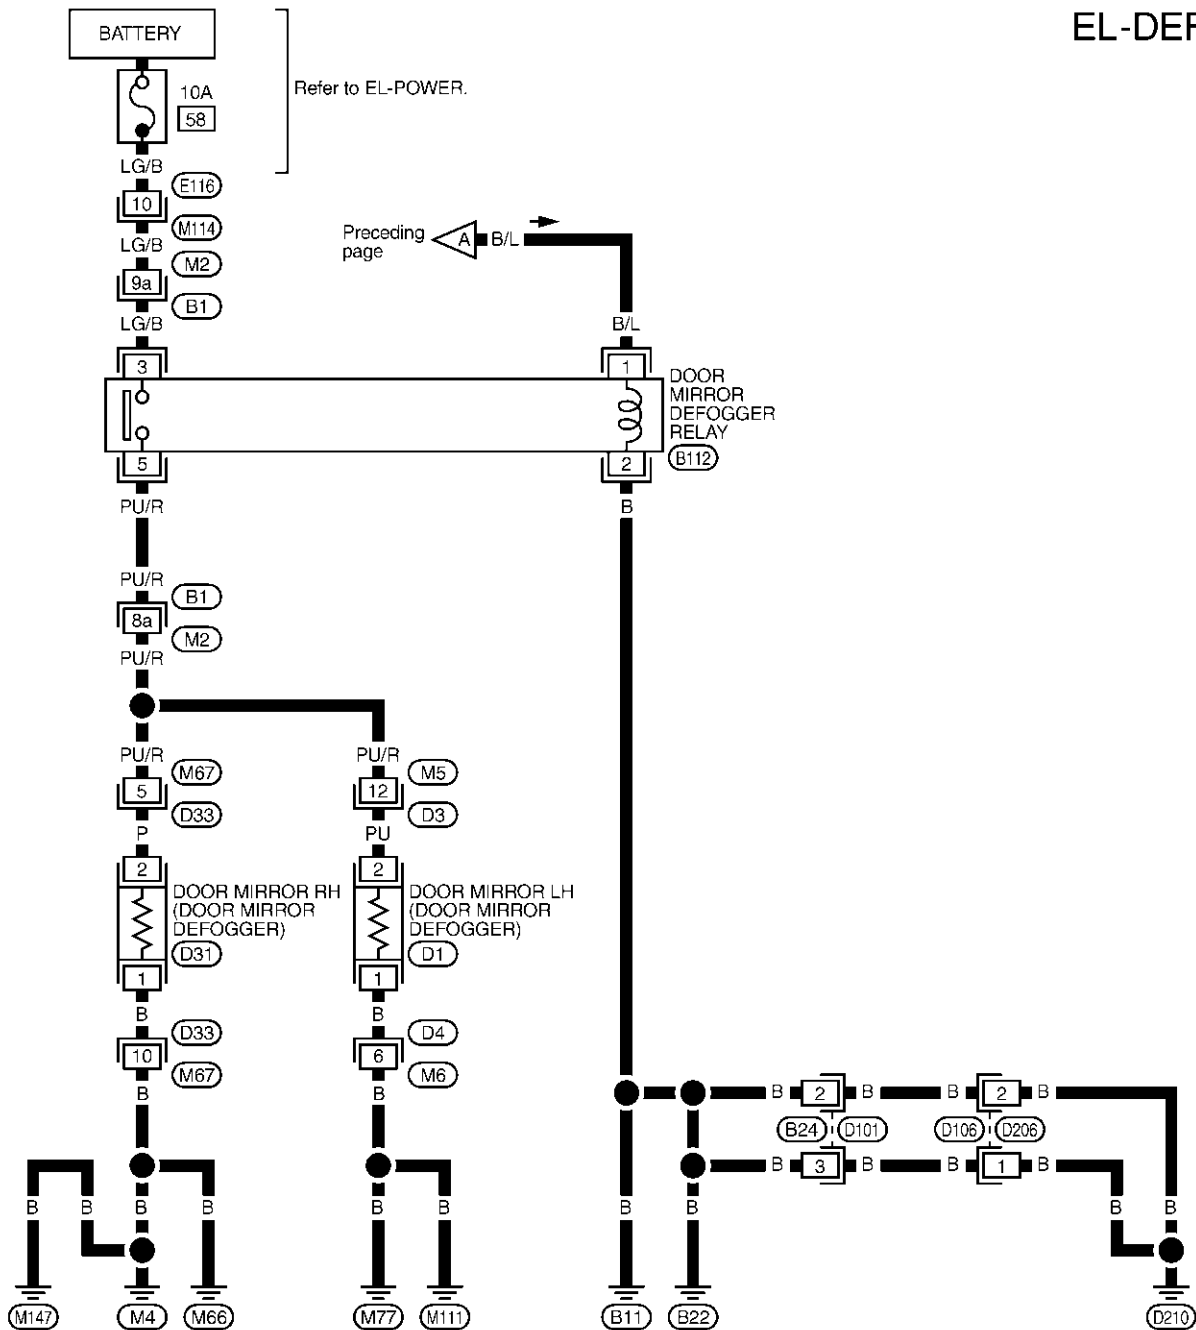 EL-DEF
BATTERY
10A
58
Refer to EL-POWER.
LG/B
E116
10
M114
LG/B
M2
9a
B1
LG/B
Preceding
page
A
B/L
B/L
3
1
DOOR
MIRROR
DEFOGGER
RELAY
B112
5
2
PU/R
B
PU/R
B1
8a
M2
PU/R
PU/R
M67
5
D33
P
PU/R
M5
12
D3
PU
2
DOOR MIRROR RH
(DOOR MIRROR
DEFOGGER)
D31
1
2
DOOR MIRROR LH
(DOOR MIRROR
DEFOGGER)
D1
1
B
D33
10
M67
B
B
D4
6
M6
B
B 2 B B 2 B
B24 D101 D106 D206
B 3 B B 1 B
B B B B B B B B B B
M147 M4 M66 M77 M111 B11 B22 D210